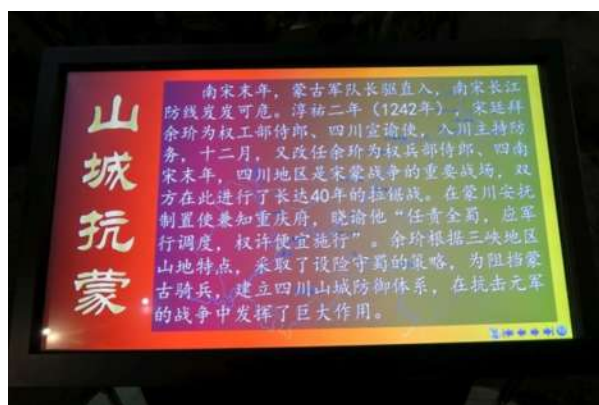 山城抗蒙
南宋末年，蒙古军队长驱直入，南宋长江
防线岌岌可危。淳祐二年（1242年），宋廷拜
余玠为权工部侍郎、四川宣谕使，入川主持防
务，十二月，又改任余玠为权兵部侍郎、四南
宋末年，四川地区是宋蒙战争的重要战场，双
方在此进行了长达40年的拉锯战。在蒙川安抚
制置使兼知重庆府，晓谕他“任责全蜀，应军
行调度，权许便宜施行”。余玠根据三峡地区
山地特点，采取了设险守蜀的策略，为阻挡蒙
古骑兵，建立四川山城防御体系，在抗击元军
的战争中发挥了巨大作用。